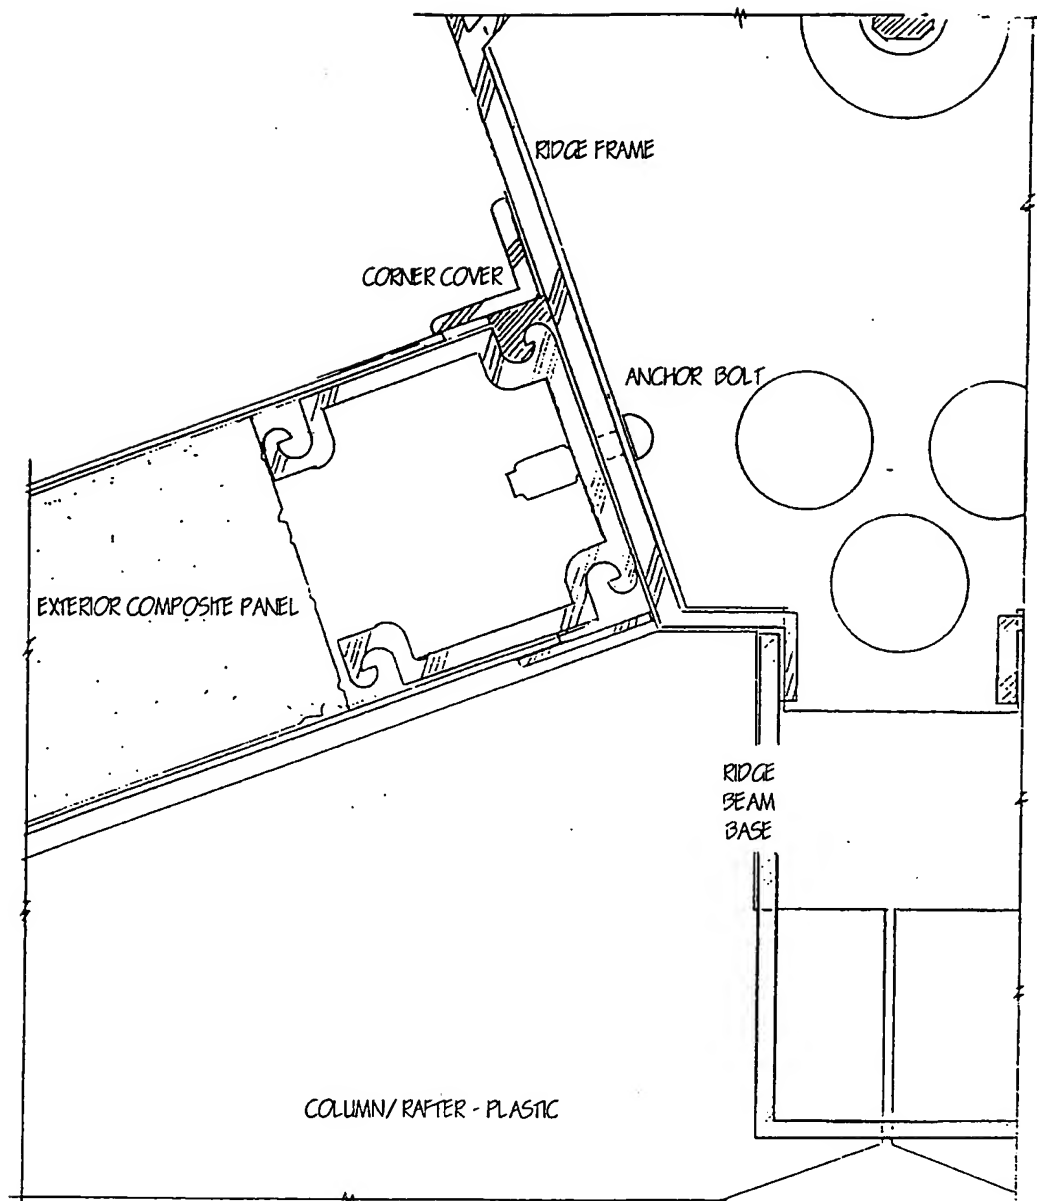 RIDGE FRAME
CORNER COVER
ANCHOR BOLT
EXTERIOR COMPOSITE PANEL
RIDGE
BEAM
BASE
COLUMN/RAFTER - PLASTIC